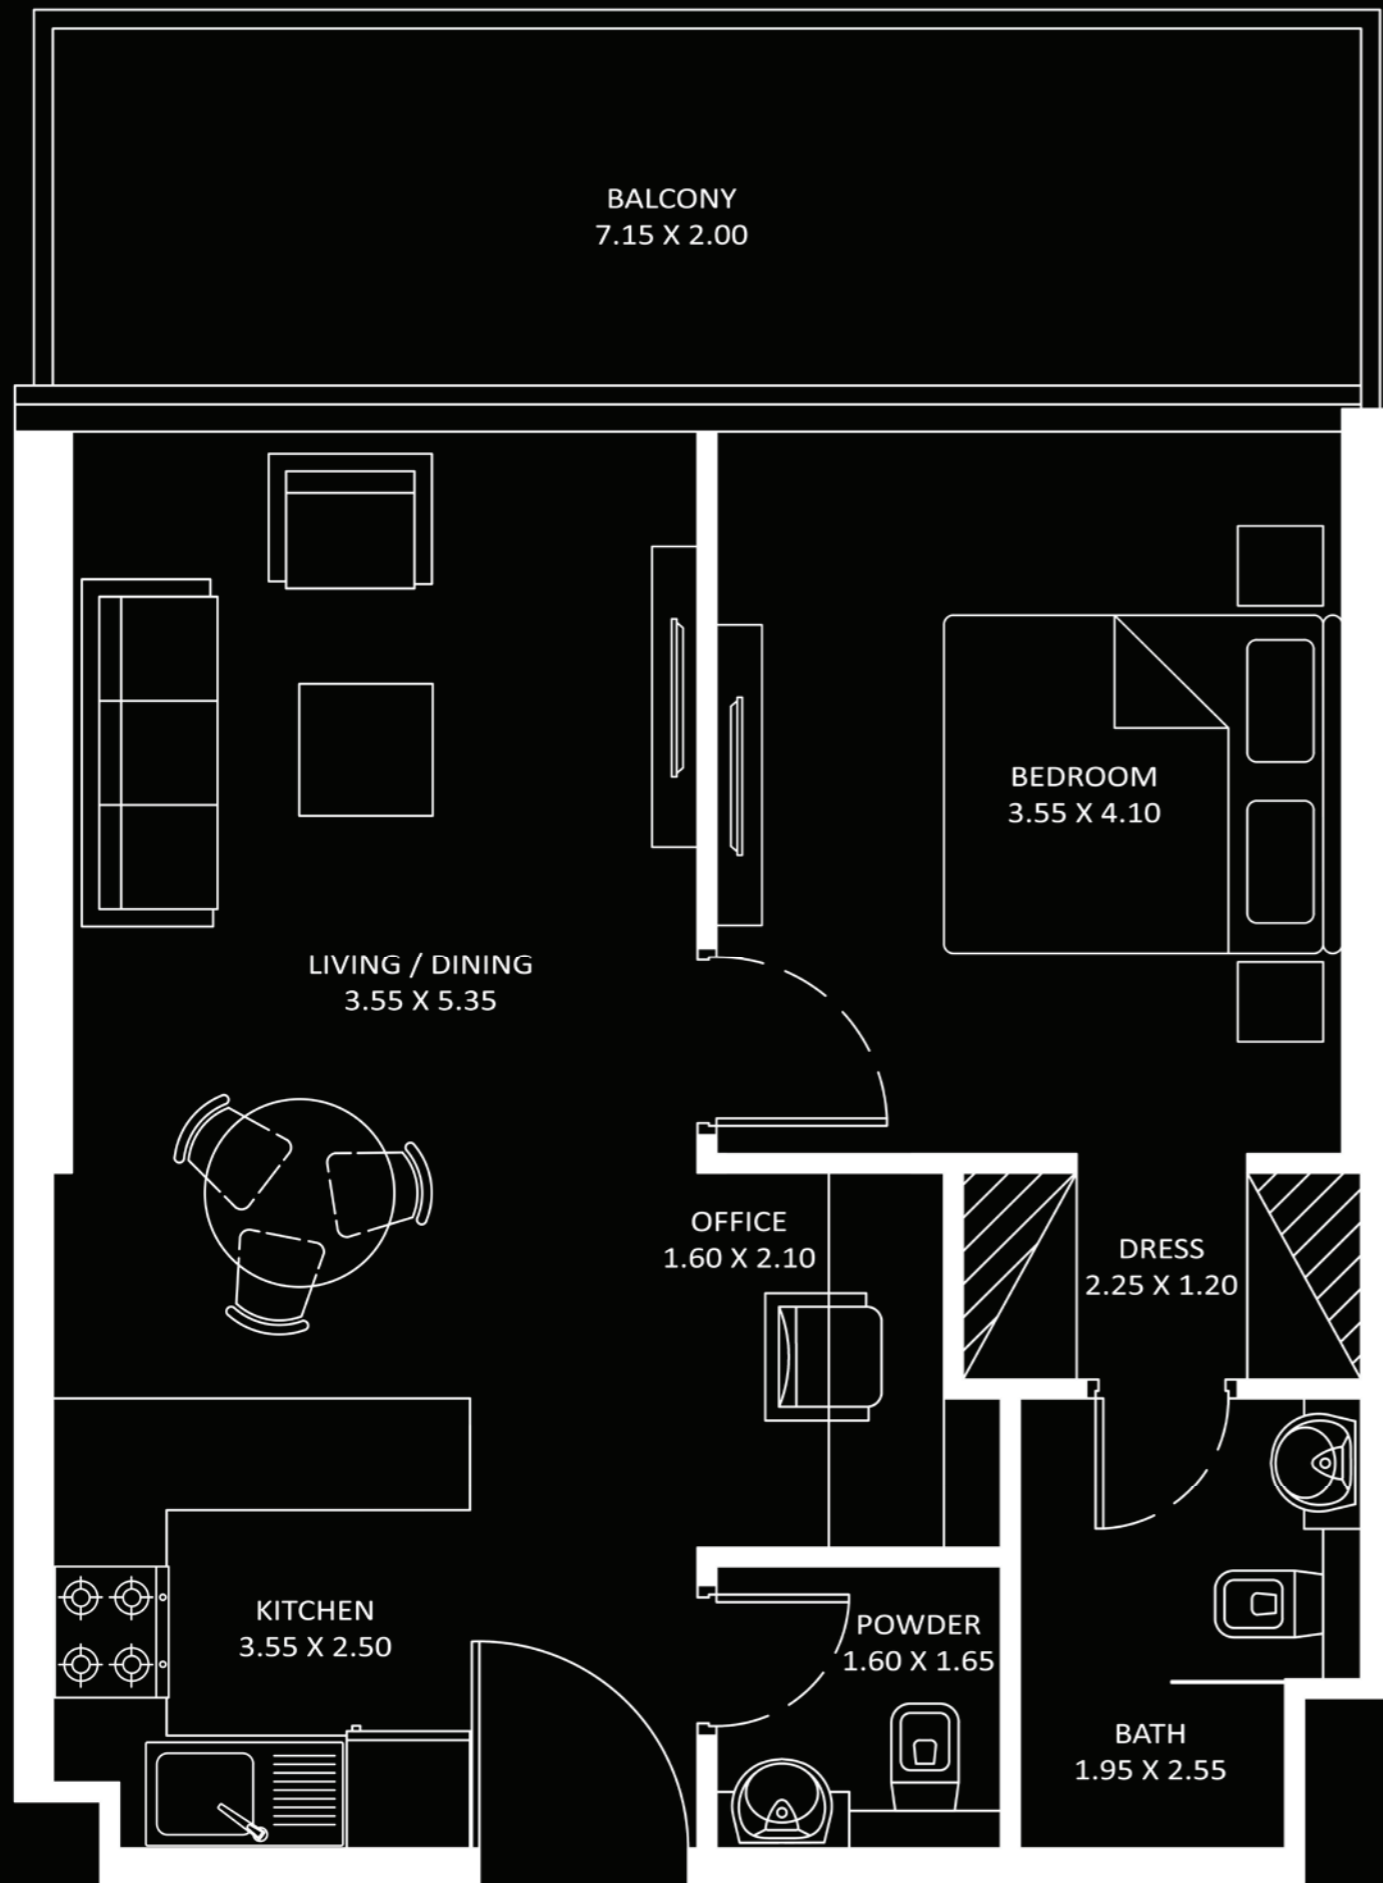 BALCONY
7.15 X 2.00
BEDROOM
3.55 X 4.10
LIVING / DINING
3.55 X 5.35
OFFICE
1.60 X 2.10
DRESS
2.25 X 1.20
KITCHEN
3.55 X 2.50
POWDER
1.60 X 1.65
BATH
1.95 X 2.55